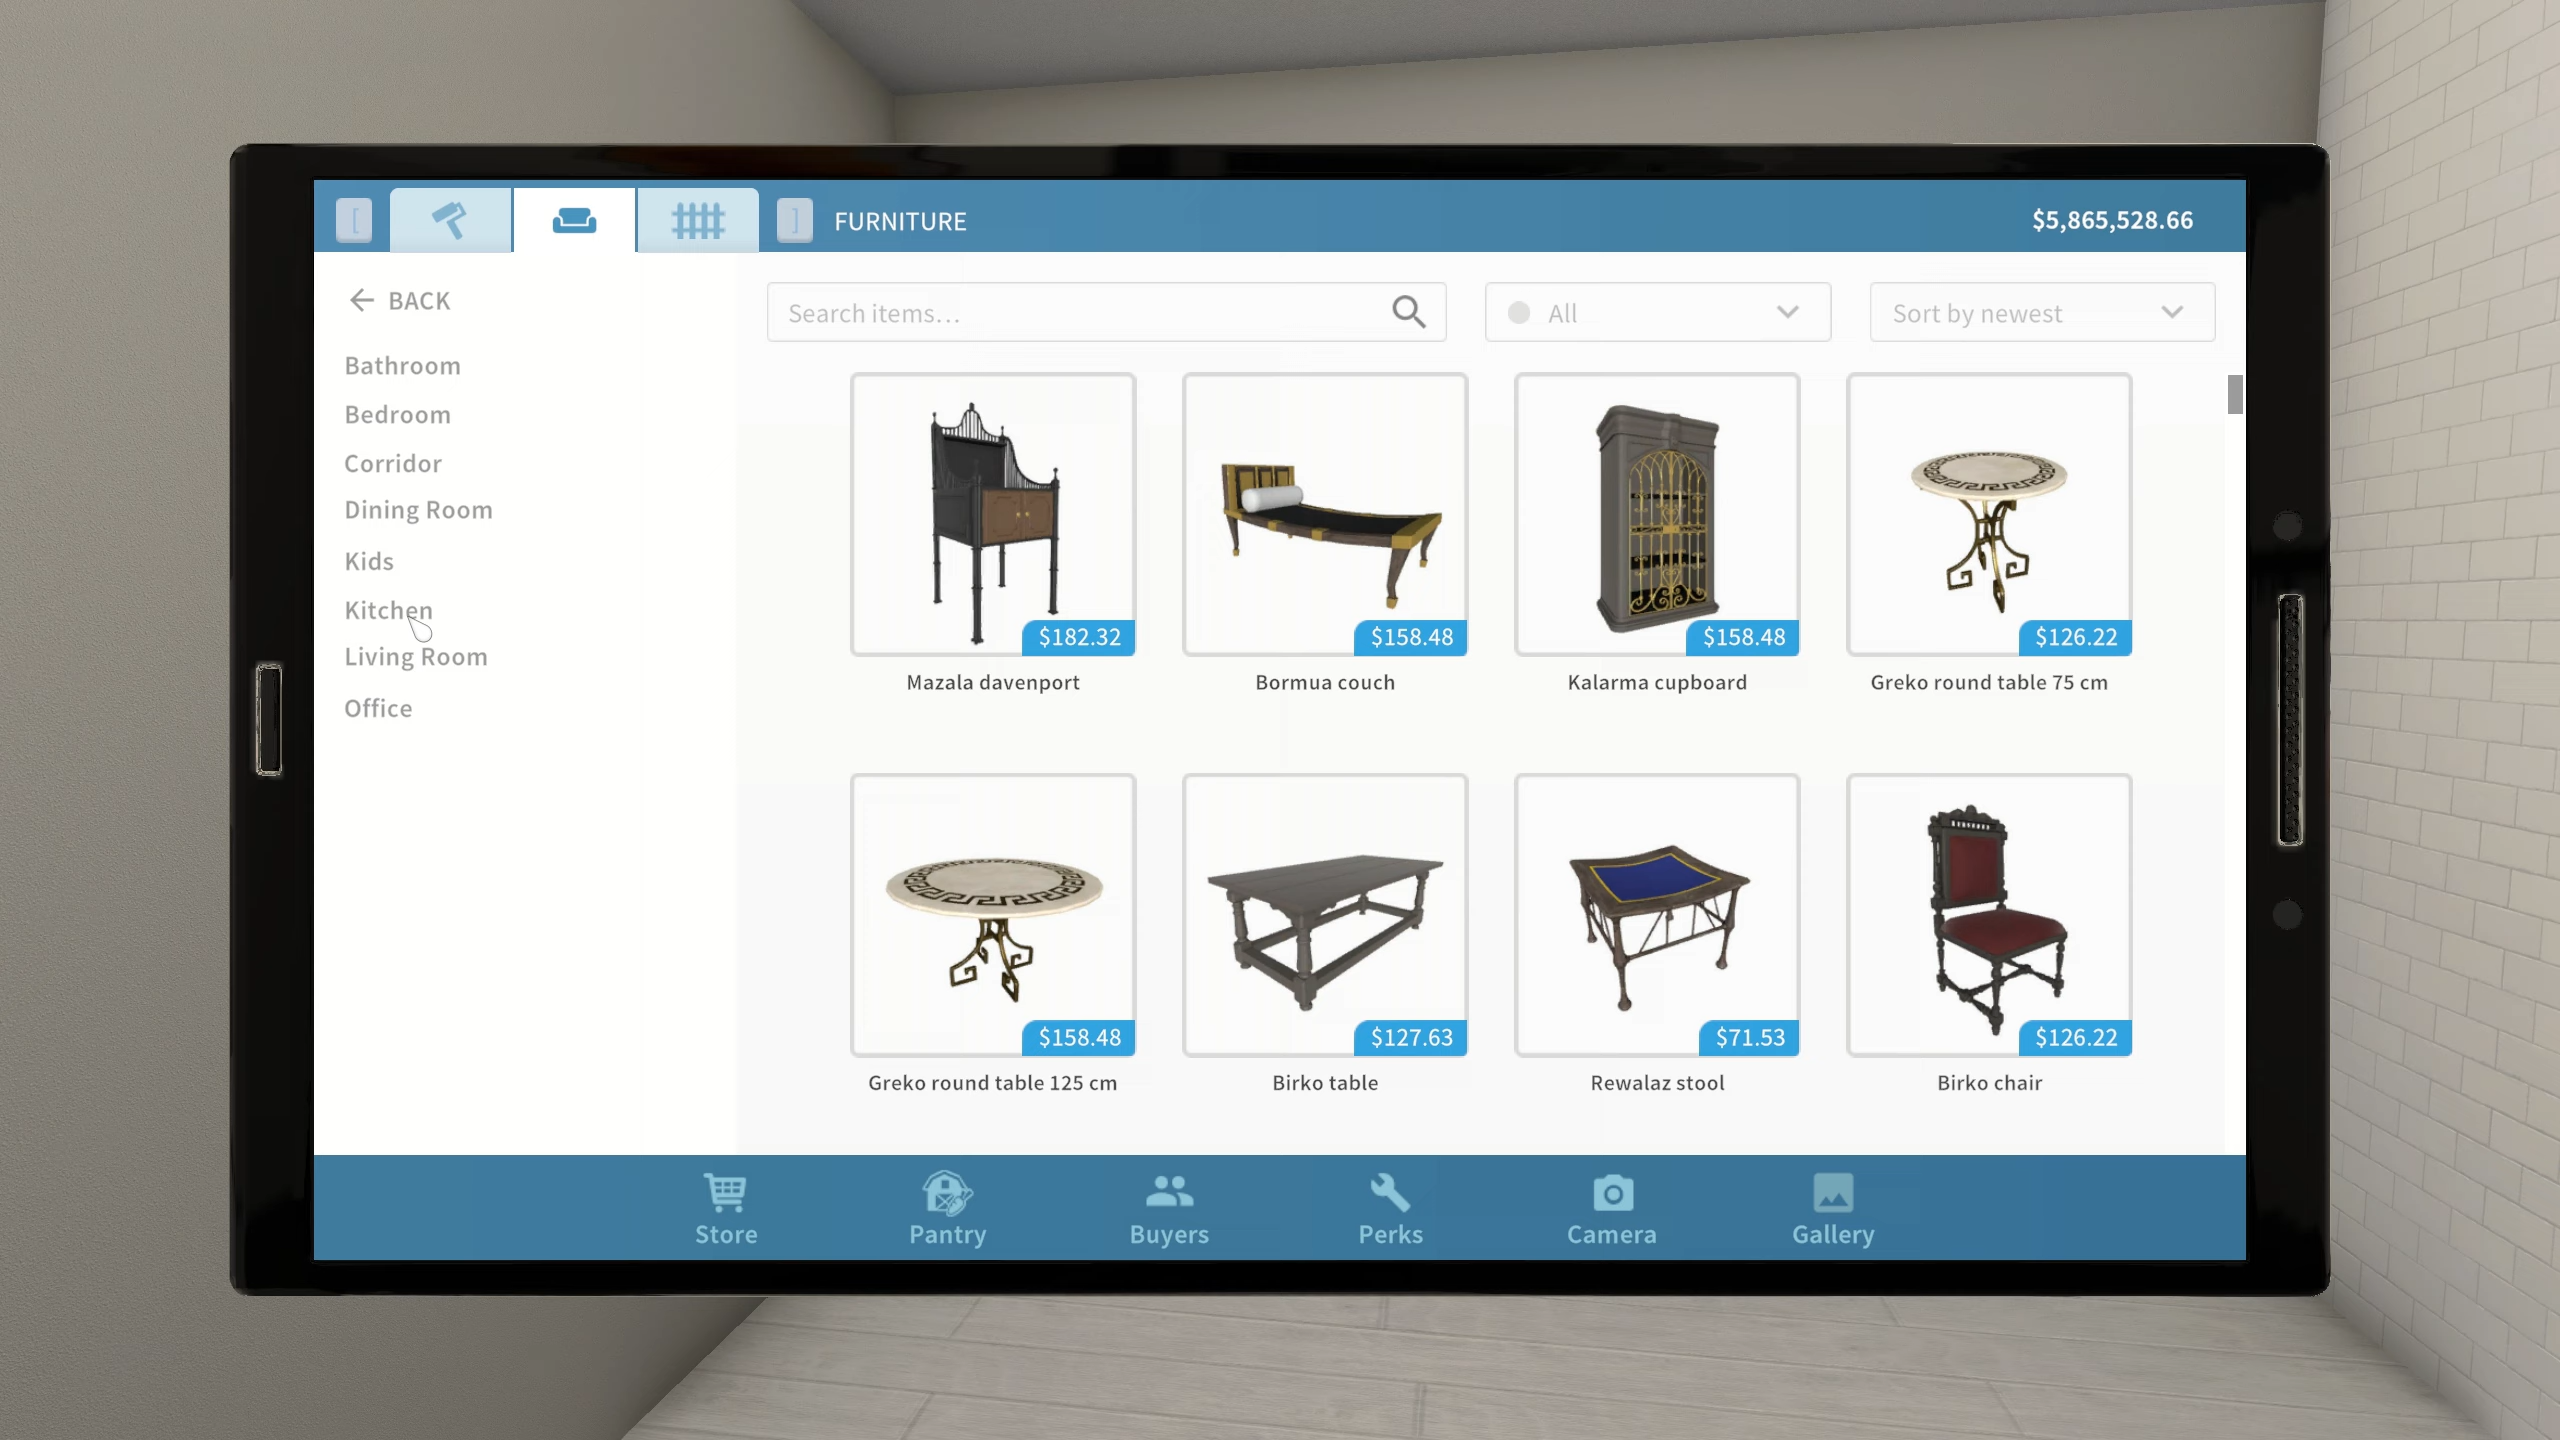 [
]
FURNITURE
$5,865,528.66
BACK
Bathroom
Bedroom
Corridor
Dining Room
Kids
Kitchen
Living Room
Office
Search items...
All
Sort by newest
$182.32
Mazala davenport
$158.48
Bormua couch
$158.48
Kalarma cupboard
$126.22
Greko round table 75 cm
$158.48
Greko round table 125 cm
$127.63
Birko table
$71.53
Rewalaz stool
$126.22
Birko chair
Store
Pantry
Buyers
Perks
Camera
Gallery